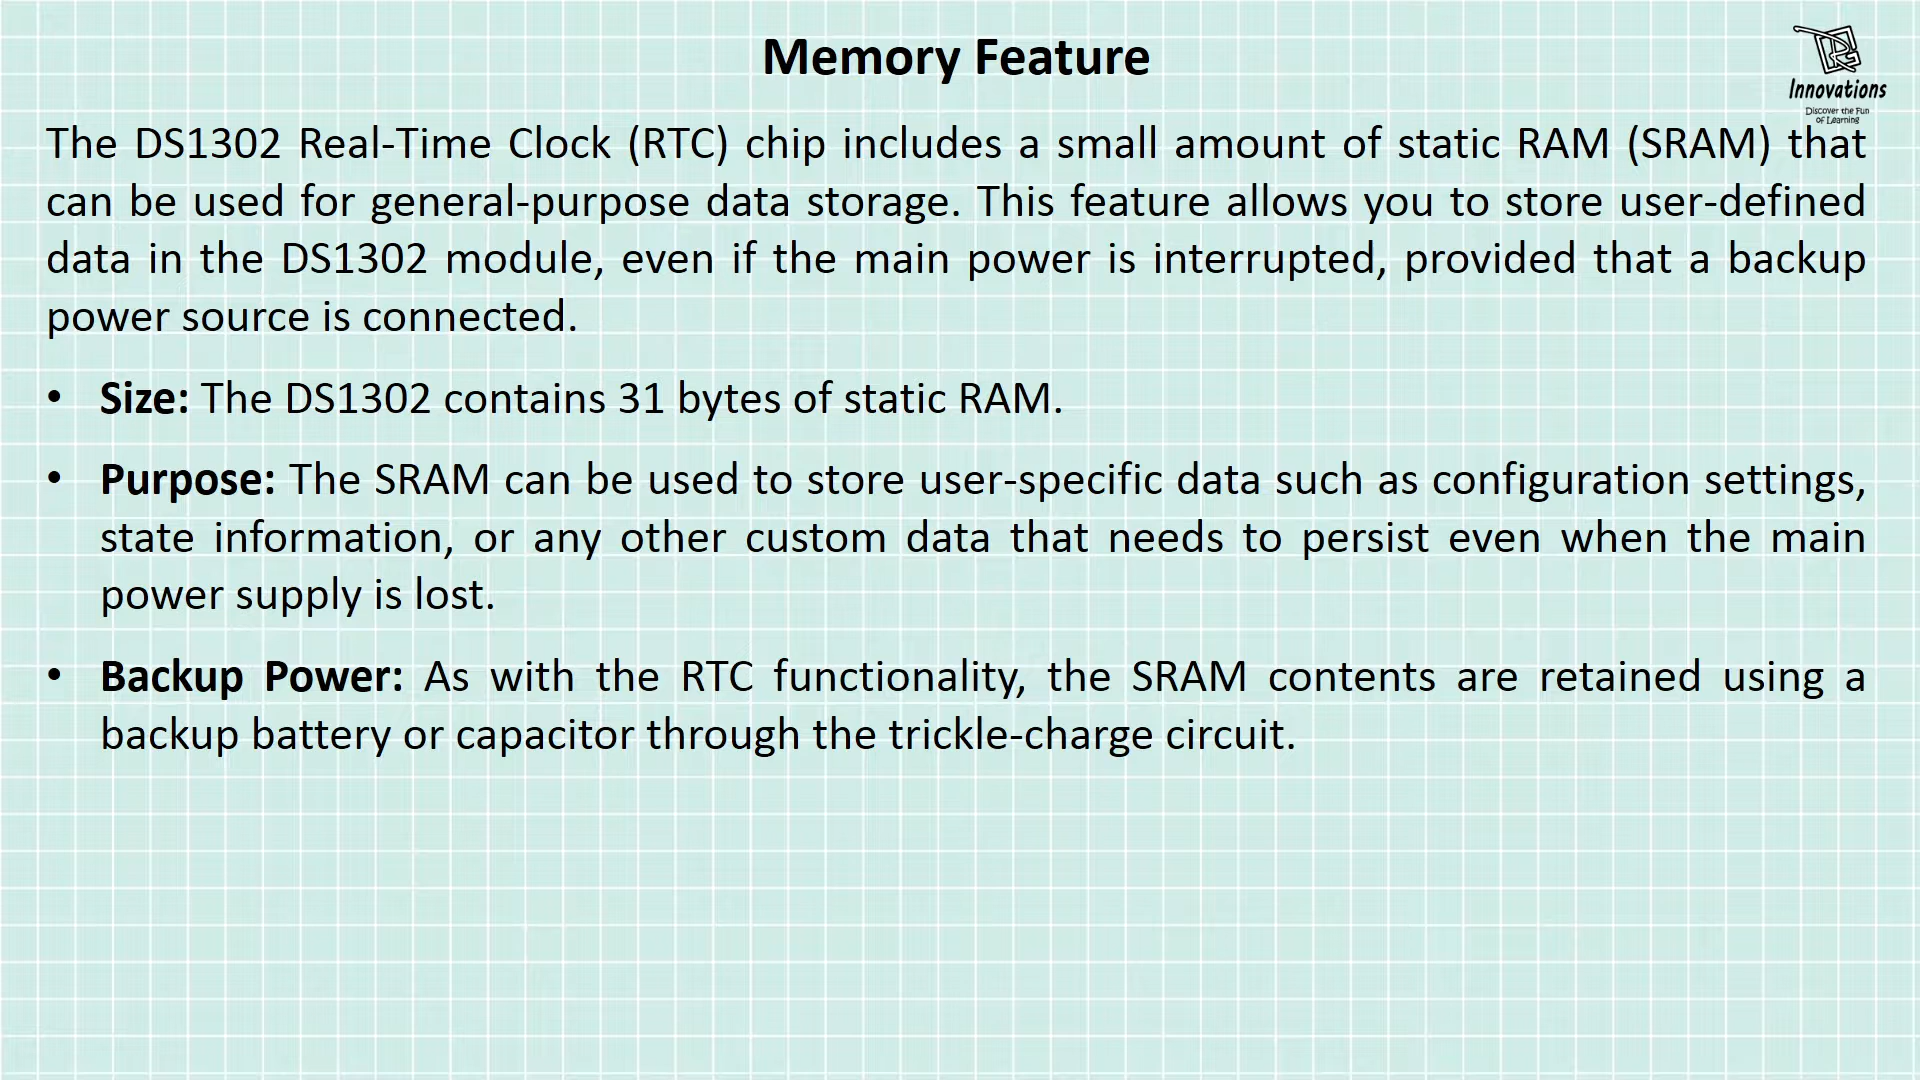 Memory Feature
Innovations
Discover the Fun
of Learning
The DS1302 Real-Time Clock (RTC) chip includes a small amount of static RAM (SRAM) that
can be used for general-purpose data storage. This feature allows you to store user-defined
data in the DS1302 module, even if the main power is interrupted, provided that a backup
power source is connected.
• Size: The DS1302 contains 31 bytes of static RAM.
• Purpose: The SRAM can be used to store user-specific data such as configuration settings,
state information, or any other custom data that needs to persist even when the main
power supply is lost.
• Backup Power: As with the RTC functionality, the SRAM contents are retained using a
backup battery or capacitor through the trickle-charge circuit.